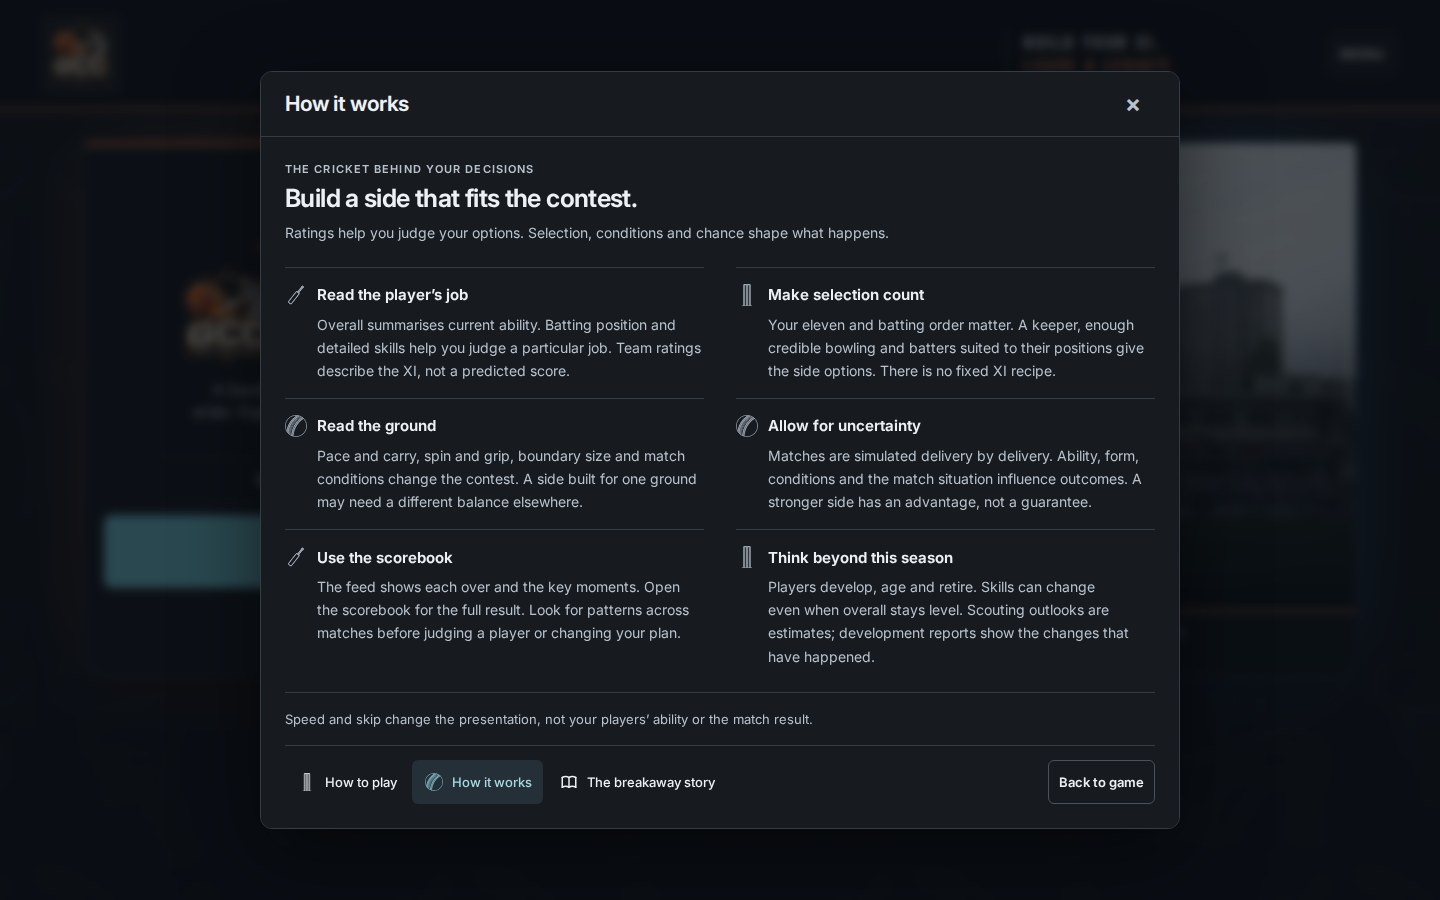 How it works
THE CRICKET BEHIND YOUR DECISIONS
Build a side that fits the contest.
Ratings help you judge your options. Selection, conditions and chance shape what happens.
Read the player’s job
Overall summarises current ability. Batting position and
detailed skills help you judge a particular job. Team ratings
describe the XI, not a predicted score.
Make selection count
Your eleven and batting order matter. A keeper, enough
credible bowling and batters suited to their positions give
the side options. There is no fixed XI recipe.
Read the ground
Pace and carry, spin and grip, boundary size and match
conditions change the contest. A side built for one ground
may need a different balance elsewhere.
Allow for uncertainty
Matches are simulated delivery by delivery. Ability, form,
conditions and the match situation influence outcomes. A
stronger side has an advantage, not a guarantee.
Use the scorebook
The feed shows each over and the key moments. Open
the scorebook for the full result. Look for patterns across
matches before judging a player or changing your plan.
Think beyond this season
Players develop, age and retire. Skills can change
even when overall stays level. Scouting outlooks are
estimates; development reports show the changes that
have happened.
Speed and skip change the presentation, not your players’ ability or the match result.
How to play
How it works
The breakaway story
Back to game